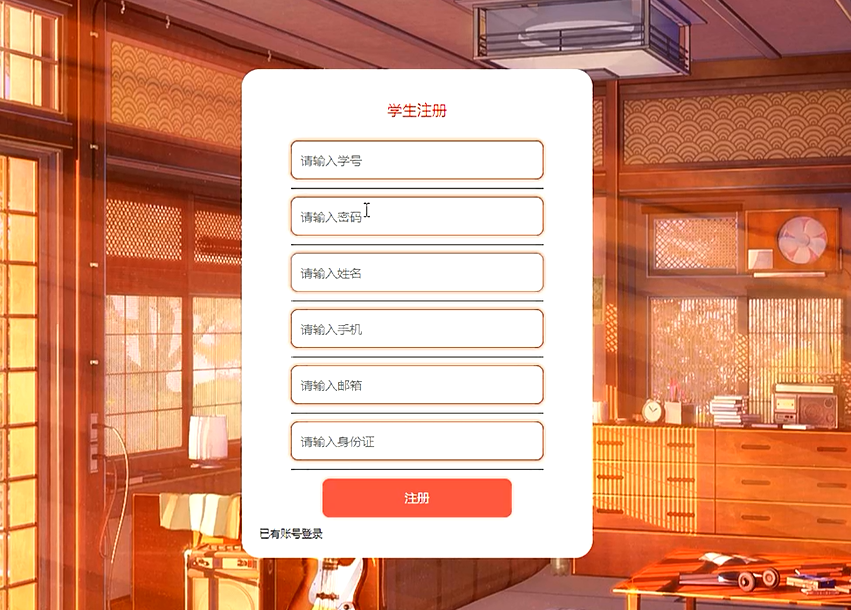 学生注册
请输入学号
请输入密码
请输入姓名
请输入手机
请输入邮箱
请输入身份证
注册
已有账号登录